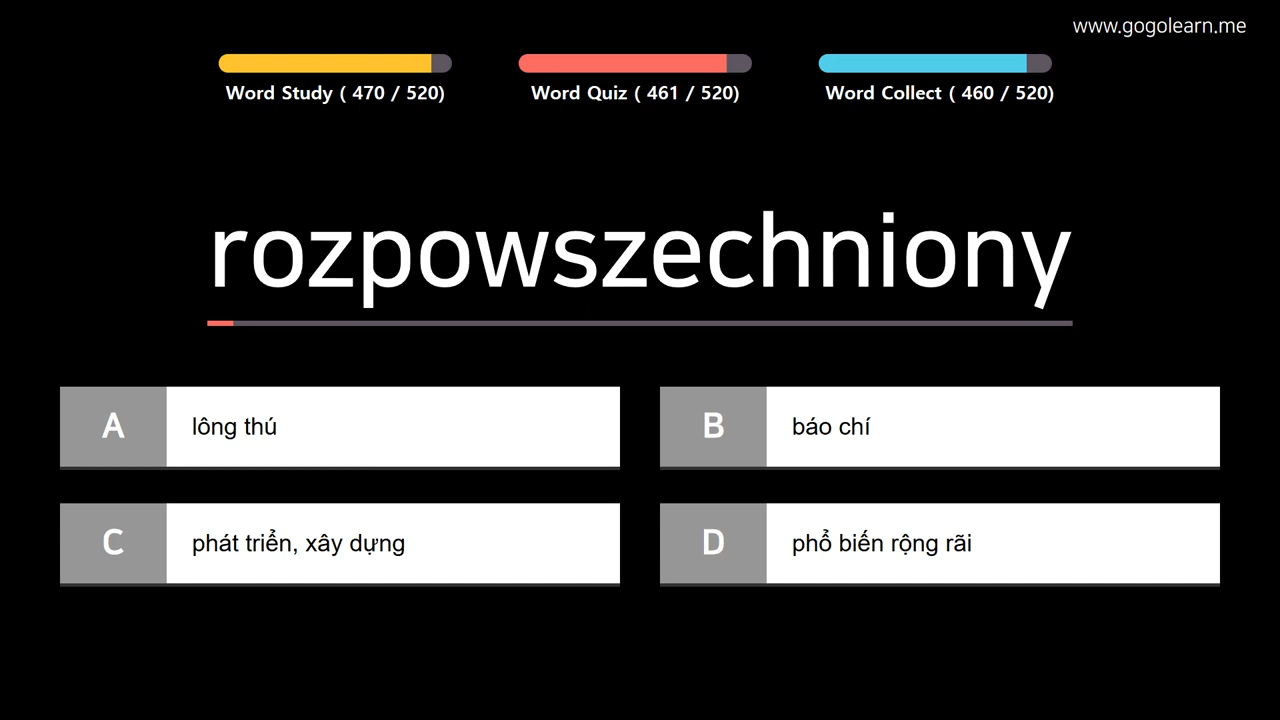 www.gogolearn.me
Word Study ( 470 / 520)
Word Quiz ( 461 / 520)
Word Collect ( 460 / 520)
rozpowszechniony
A lông thú
B báo chí
C phát triển, xây dựng
D phổ biến rộng rãi